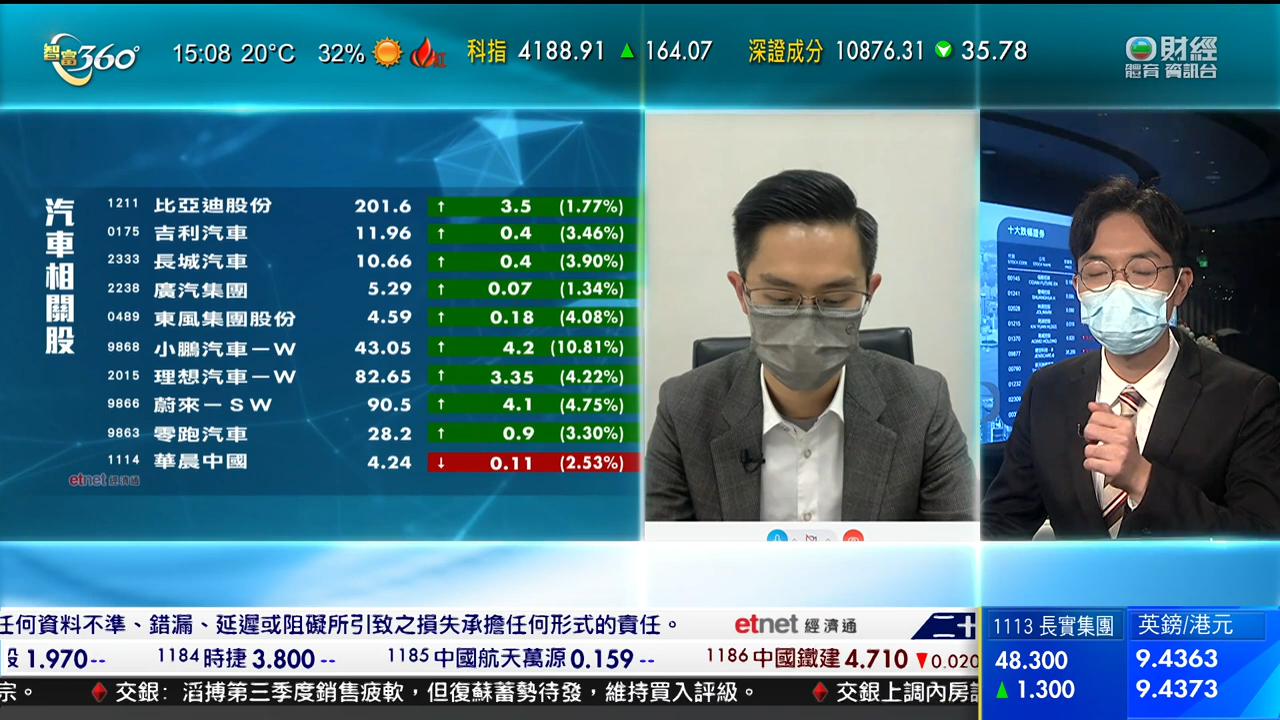 智富360°
15:08 20°C 32% 科指 4188.91 ▲ 164.07 深證成分 10876.31 ▼ 35.78
財經
體育 資訊台
汽車相關股
1211 比亞迪股份 201.6 ↑ 3.5 (1.77%)
0175 吉利汽車 11.96 ↑ 0.4 (3.46%)
2333 長城汽車 10.66 ↑ 0.4 (3.90%)
2238 廣汽集團 5.29 ↑ 0.07 (1.34%)
0489 東風集團股份 4.59 ↑ 0.18 (4.08%)
9868 小鵬汽車－W 43.05 ↑ 4.2 (10.81%)
2015 理想汽車－W 82.65 ↑ 3.35 (4.22%)
9866 蔚來－ＳＷ 90.5 ↑ 4.1 (4.75%)
9863 零跑汽車 28.2 ↑ 0.9 (3.30%)
1114 華晨中國 4.24 ↓ 0.11 (2.53%)
etnet 經濟通
十大跌幅證券
任何資料不準、錯漏、延遲或阻礙所引致之損失承擔任何形式的責任。 etnet 經濟通 二十
股 1.970-- 1184 時捷 3.800 -- 1185 中國航天萬源 0.159 -- 1186 中國鐵建 4.710 ▼0.020
宗。 ♦ 交銀︰滔搏第三季度銷售疲軟，但復蘇蓄勢待發，維持買入評級。 ♦ 交銀上調內房
1113 長實集團
48.300
▲ 1.300
英鎊/港元
9.4363
9.4373